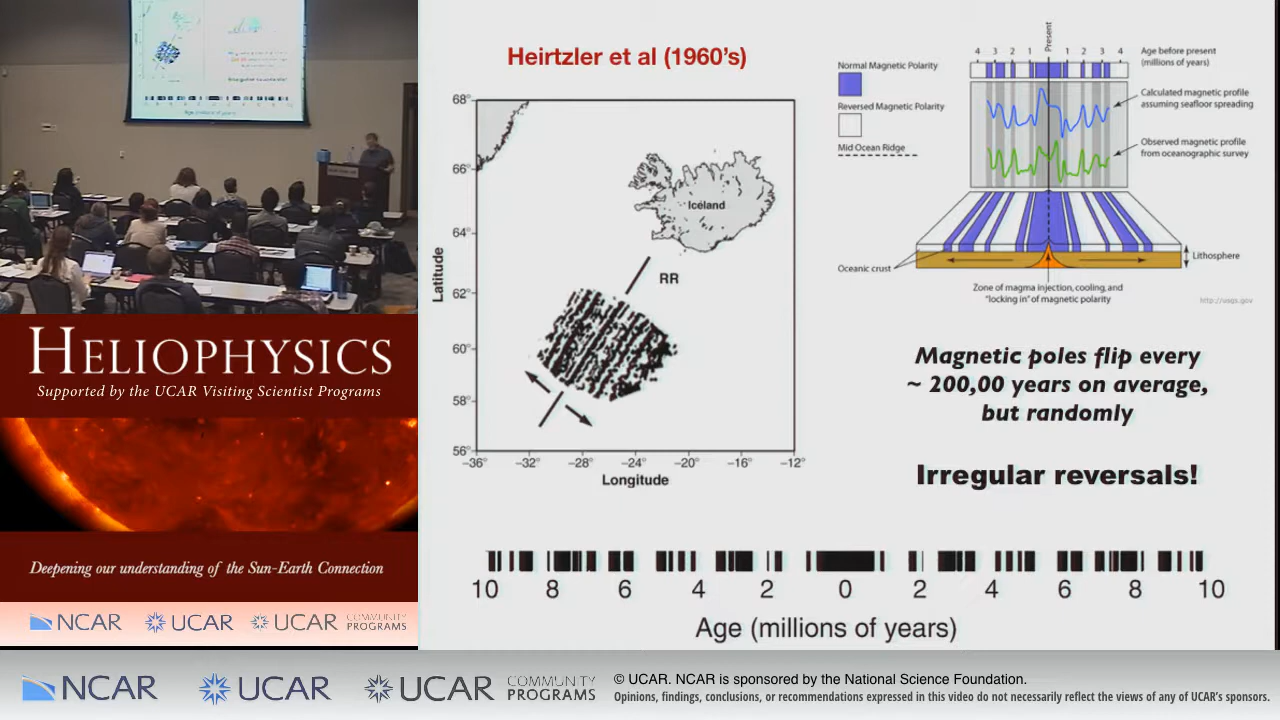 Heirtzler et al (1960's)
68°
66°
64°
62°
60°
58°
56°
Latitude
Iceland
RR
−36°
−32°
−28°
−24°
−20°
−16°
−12°
Longitude
Normal Magnetic Polarity
Reversed Magnetic Polarity
Mid Ocean Ridge
Present
4 3 2 1 1 2 3 4
Age before present
(millions of years)
Calculated magnetic profile
assuming seafloor spreading
Observed magnetic profile
from oceanographic survey
Lithosphere
Oceanic crust
Zone of magma injection, cooling, and
"locking in" of magnetic polarity
http://usgs.gov
Magnetic poles flip every
~ 200,00 years on average,
but randomly
Irregular reversals!
10 8 6 4 2 0 2 4 6 8 10
Age (millions of years)
HELIOPHYSICS
Supported by the UCAR Visiting Scientist Programs
Deepening our understanding of the Sun-Earth Connection
NCAR UCAR UCAR COMMUNITY
PROGRAMS
NCAR UCAR UCAR COMMUNITY
PROGRAMS
© UCAR. NCAR is sponsored by the National Science Foundation.
Opinions, findings, conclusions, or recommendations expressed in this video do not necessarily reflect the views of any of UCAR's sponsors.